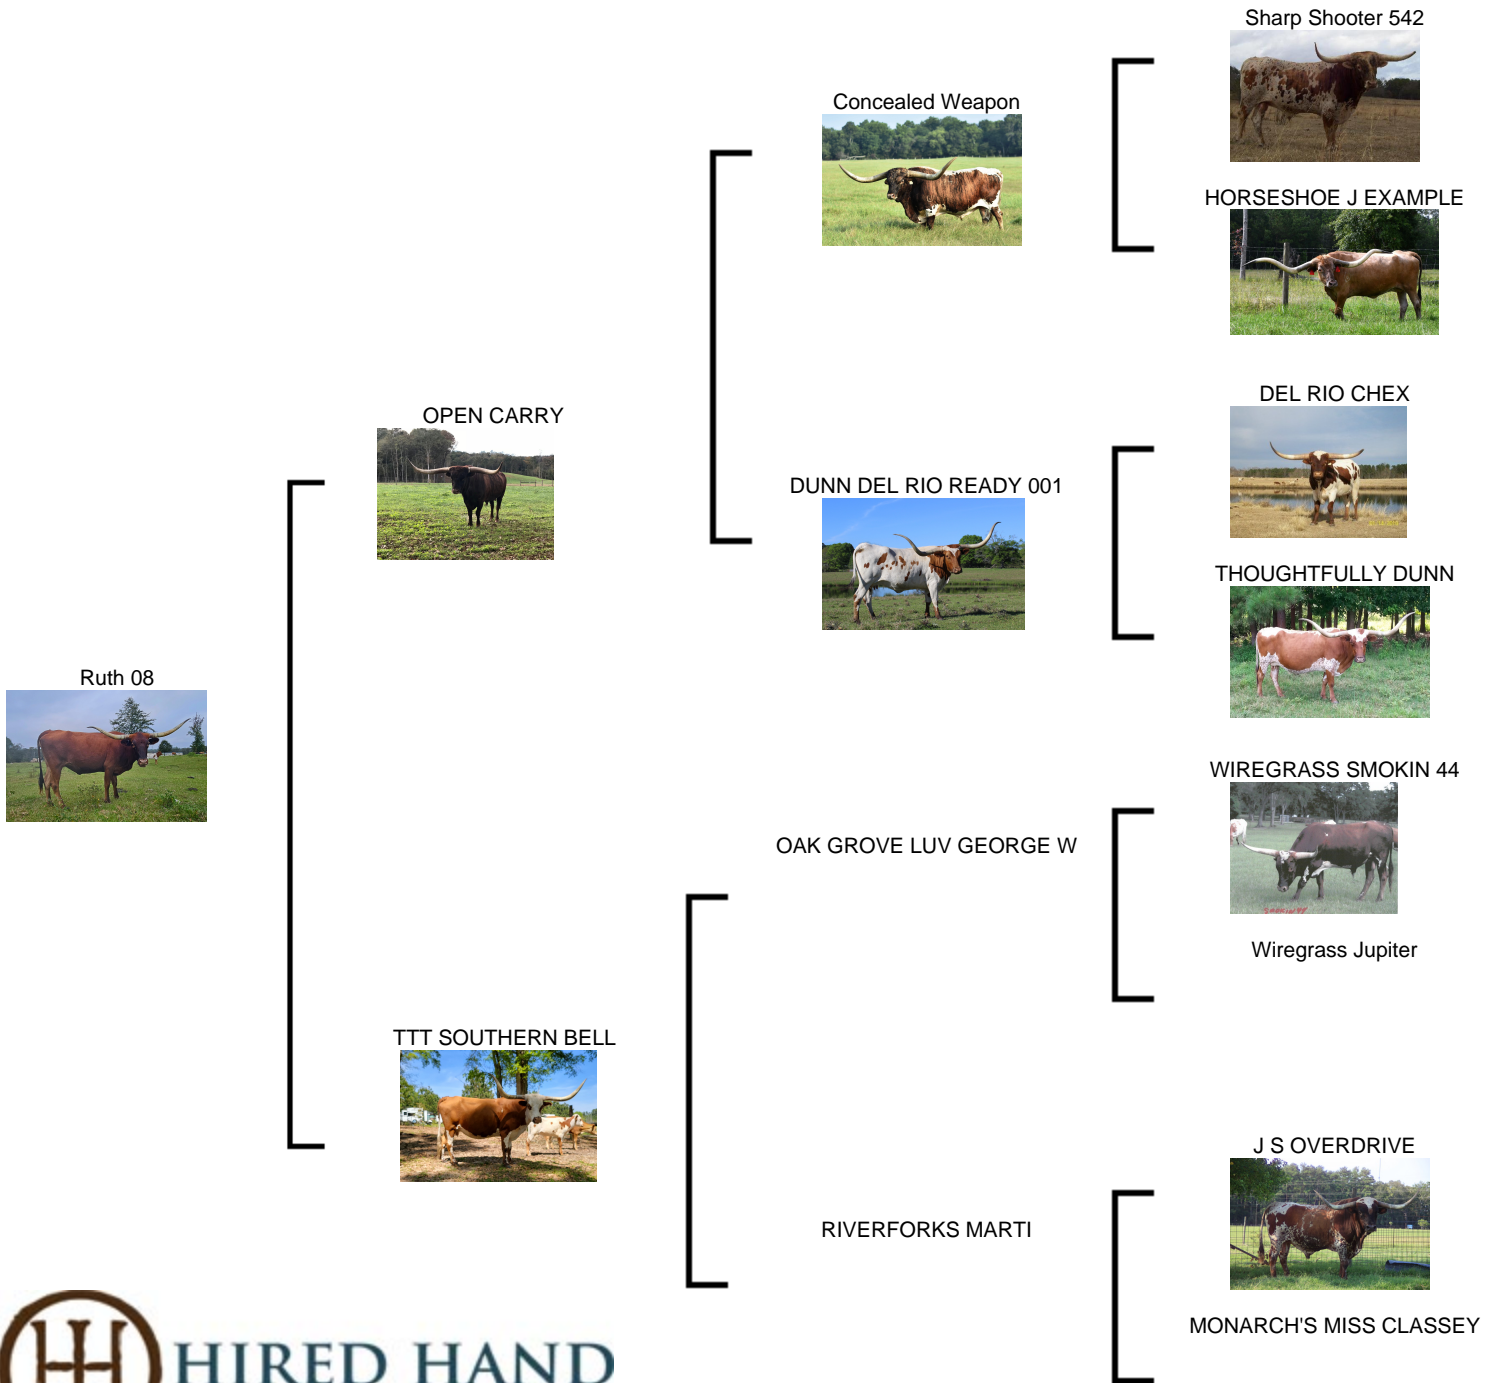 Sharp Shooter 542
Concealed Weapon
HORSESHOE J EXAMPLE
DEL RIO CHEX
OPEN CARRY
DUNN DEL RIO READY 001
THOUGHTFULLY DUNN
Ruth 08
WIREGRASS SMOKIN 44
OAK GROVE LUV GEORGE W
Wiregrass Jupiter
TTT SOUTHERN BELL
J S OVERDRIVE
RIVERFORKS MARTI
MONARCH'S MISS CLASSEY
HIRED HAND